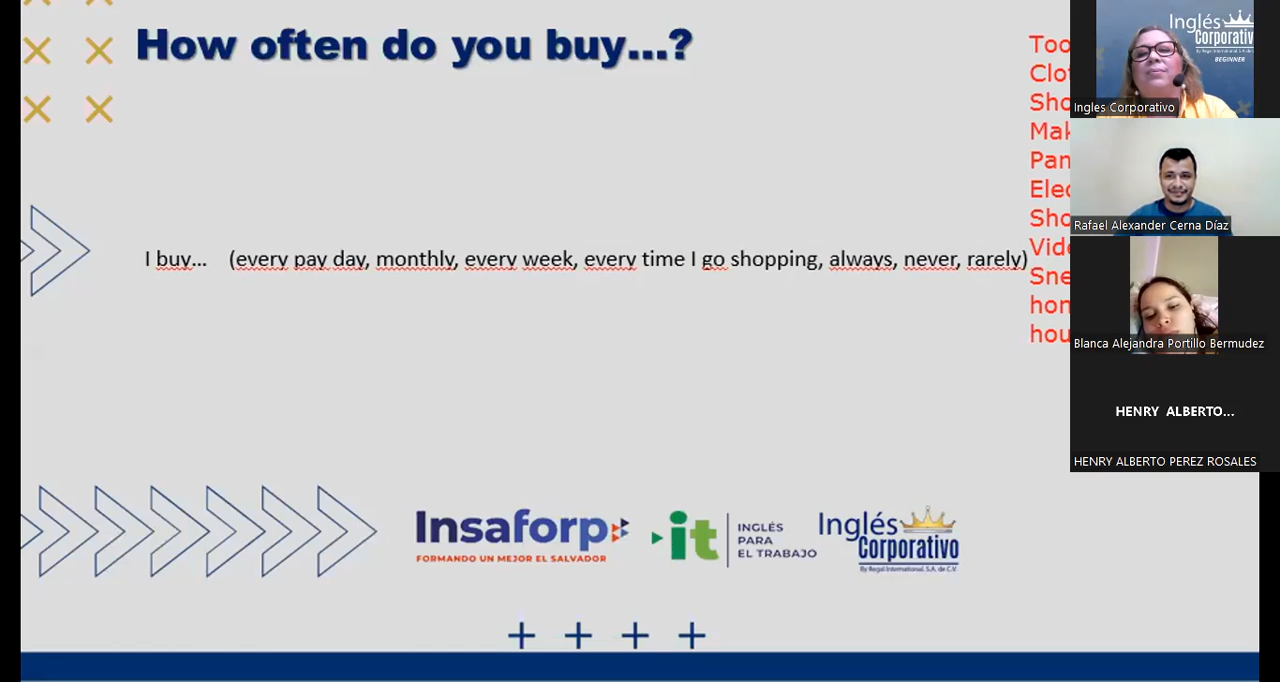 How often do you buy...?
I buy... (every pay day, monthly, every week, every time I go shopping, always, never, rarely)
Insaforp
FORMANDO UN MEJOR EL SALVADOR
it
INGLÉS
PARA
EL TRABAJO
Inglés
Corporativo
By Regal International, S.A. de C.V.
Inglés
Corporativ
BEGINNER
Ingles Corporativo
Rafael Alexander Cerna Díaz
Blanca Alejandra Portillo Bermudez
HENRY ALBERTO...
HENRY ALBERTO PEREZ ROSALES